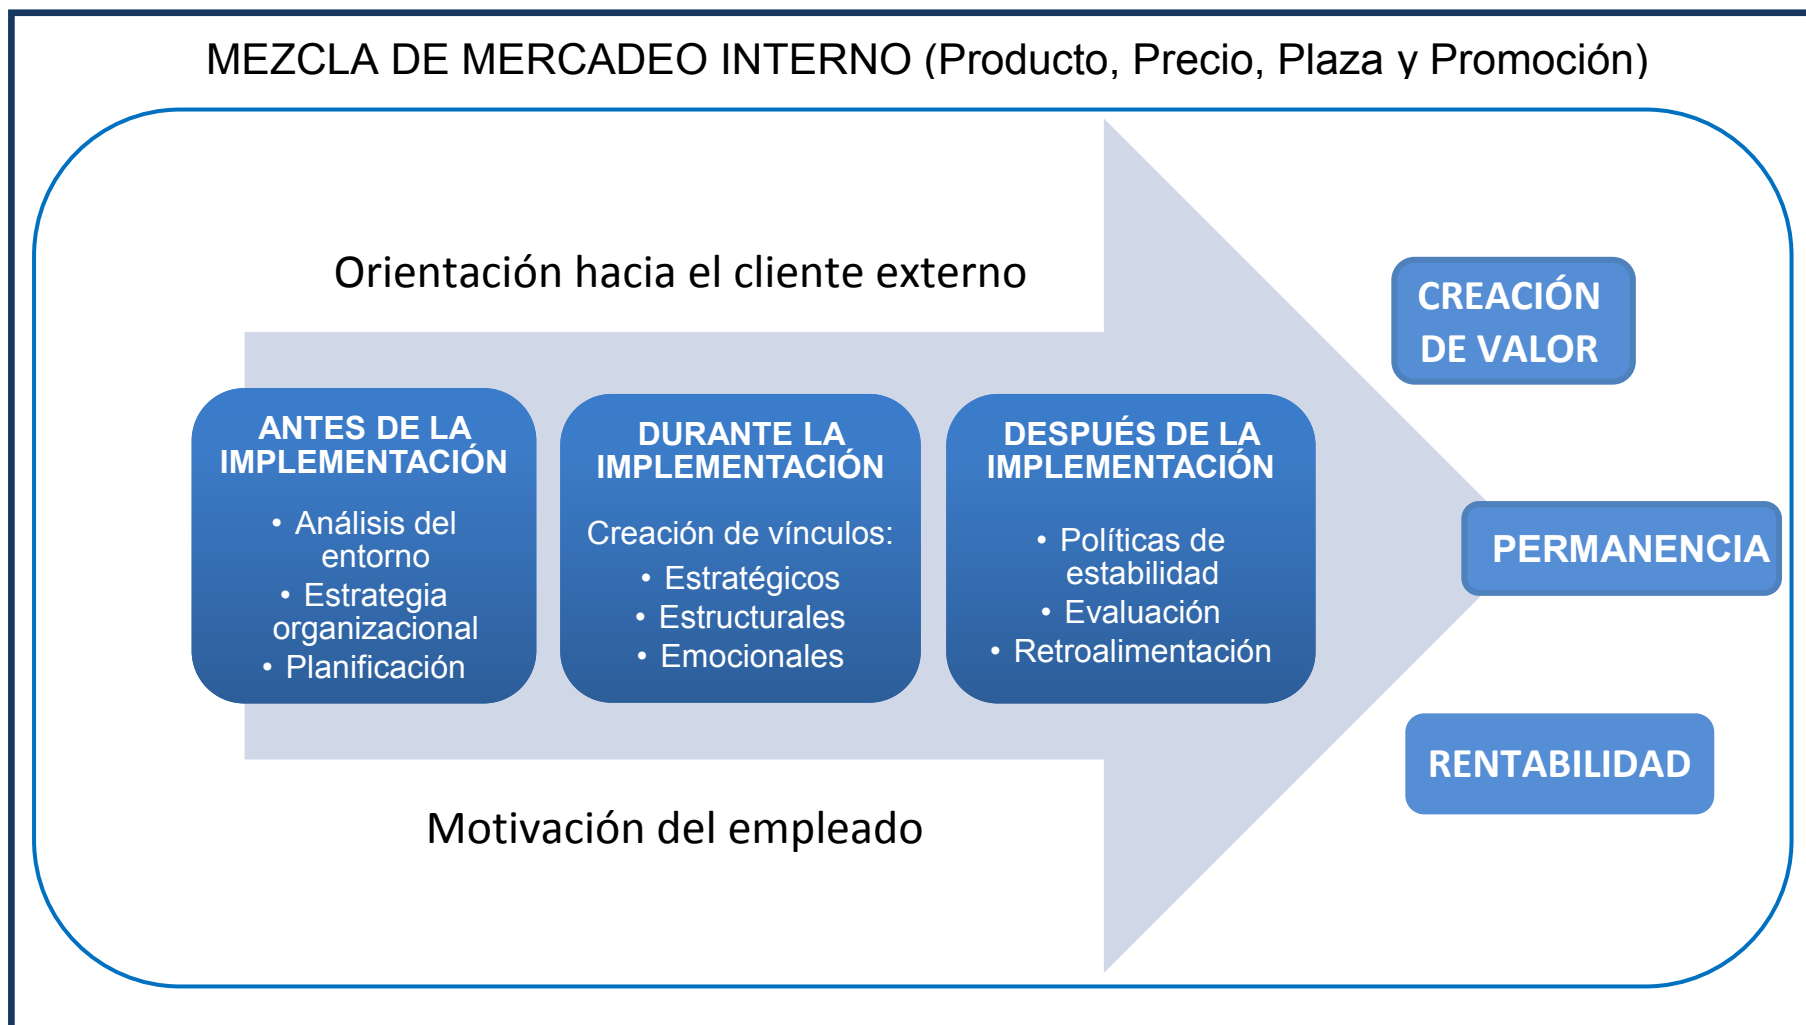 MEZCLA DE MERCADEO INTERNO (Producto, Precio, Plaza y Promoción)
Orientación hacia el cliente externo
ANTES DE LA
IMPLEMENTACIÓN
• Análisis del
entorno
• Estrategia
organizacional
• Planificación
DURANTE LA
IMPLEMENTACIÓN
Creación de vínculos:
• Estratégicos
• Estructurales
• Emocionales
DESPUÉS DE LA
IMPLEMENTACIÓN
• Políticas de
estabilidad
• Evaluación
• Retroalimentación
CREACIÓN
DE VALOR
PERMANENCIA
RENTABILIDAD
Motivación del empleado